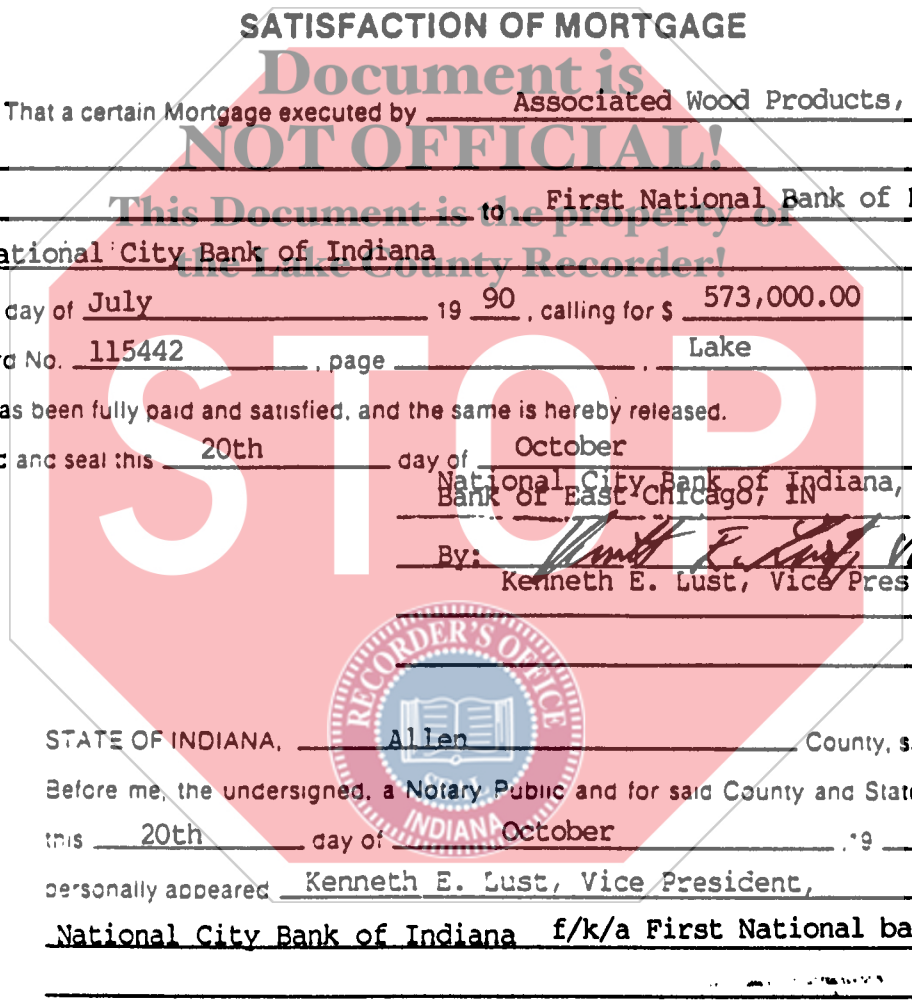 SATISFACTION OF MORTGAGE
Document is
That a certain Mortgage executed by Associated Wood Products,
NOT OFFICIAL!
This Document is the property of
to First National Bank of
ational City Bank of Indiana
the Lake County Recorder!
day of July 19 90, calling for $ 573,000.00
No. 115442, page . Lake
as been fully paid and satisfied, and the same is hereby released.
and seal this 20th day of October
National City Bank of Indiana,
Bank of East Chicago, IN
STOP
By:
Kenneth E. Lust, Vice Pres
RECORDER'S OFFICE
SEAL
INDIANA
STATE OF INDIANA, Allen County, s
Before me, the undersigned, a Notary Public and for said County and State
this 20th day of October 19
personally appeared Kenneth E. Lust, Vice President,
National City Bank of Indiana f/k/a First National ba